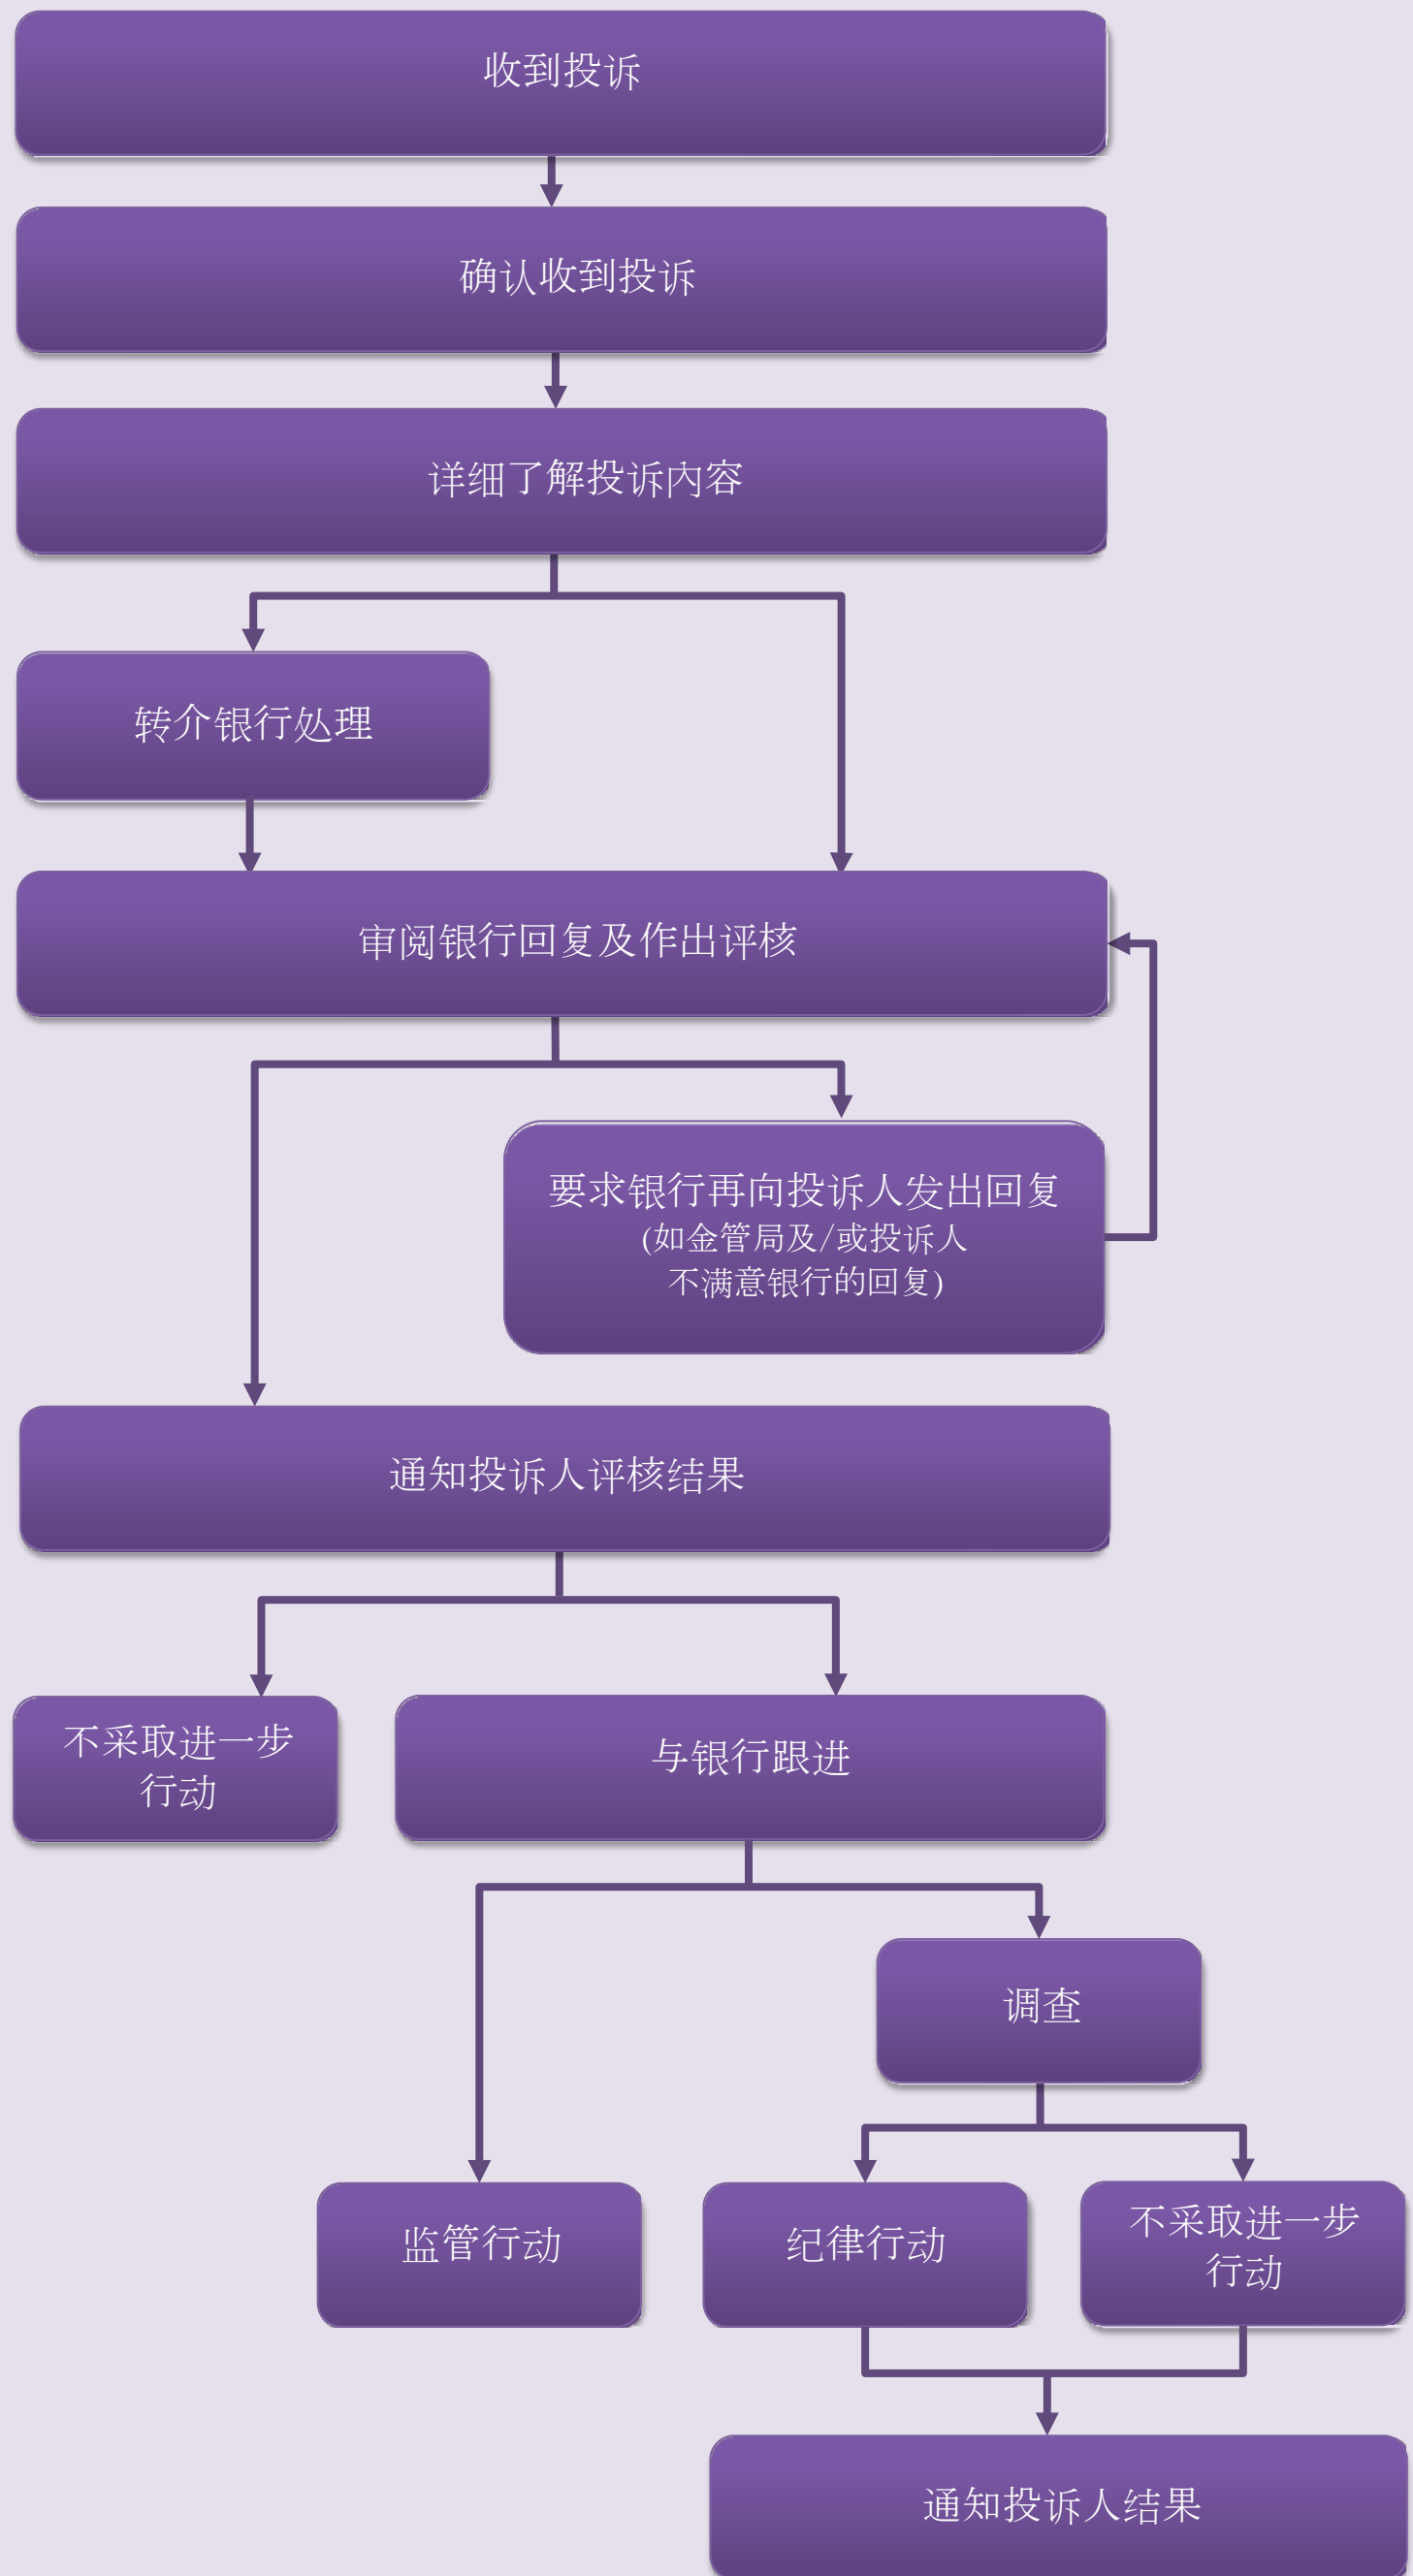 收到投诉
确认收到投诉
详细了解投诉内容
转介银行处理
审阅银行回复及作出评核
要求银行再向投诉人发出回复
(如金管局及/或投诉人
不满意银行的回复)
通知投诉人评核结果
不采取进一步
行动
与银行跟进
调查
监管行动
纪律行动
不采取进一步
行动
通知投诉人结果